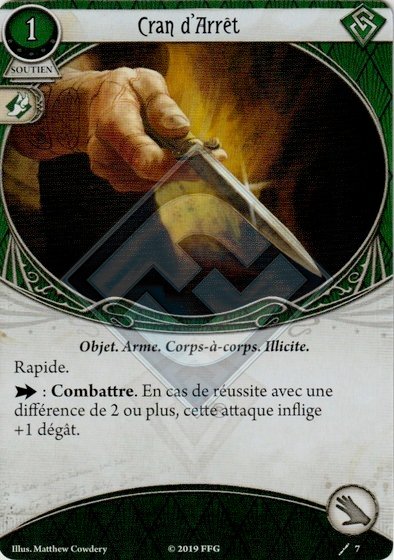 1
Cran d'Arrêt
SOUTIEN
Objet. Arme. Corps-à-corps. Illicite.
Rapide.
: Combattre. En cas de réussite avec une
différence de 2 ou plus, cette attaque inflige
+1 dégât.
Illus. Matthew Cowdery
© 2019 FFG
7